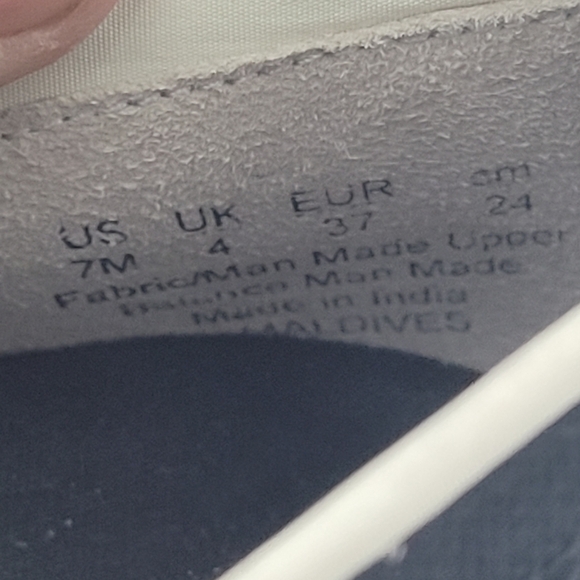 US UK EUR cm
7M 4 37 24
Fabric/Man Made Upper
Balance Man Made
Made in India
MALDIVES